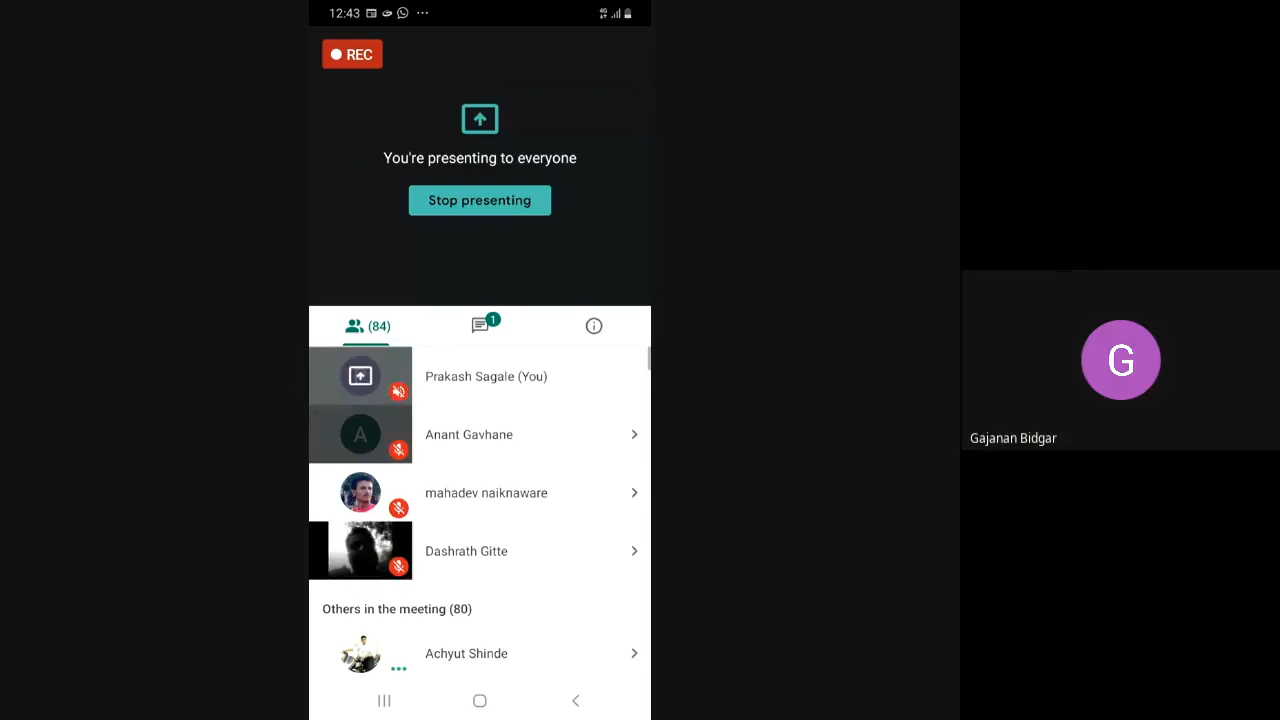 12:43
4G
REC
You're presenting to everyone
Stop presenting
(84)
1
Prakash Sagale (You)
A
Anant Gavhane
mahadev naiknaware
Dashrath Gitte
Others in the meeting (80)
Achyut Shinde
G
Gajanan Bidgar